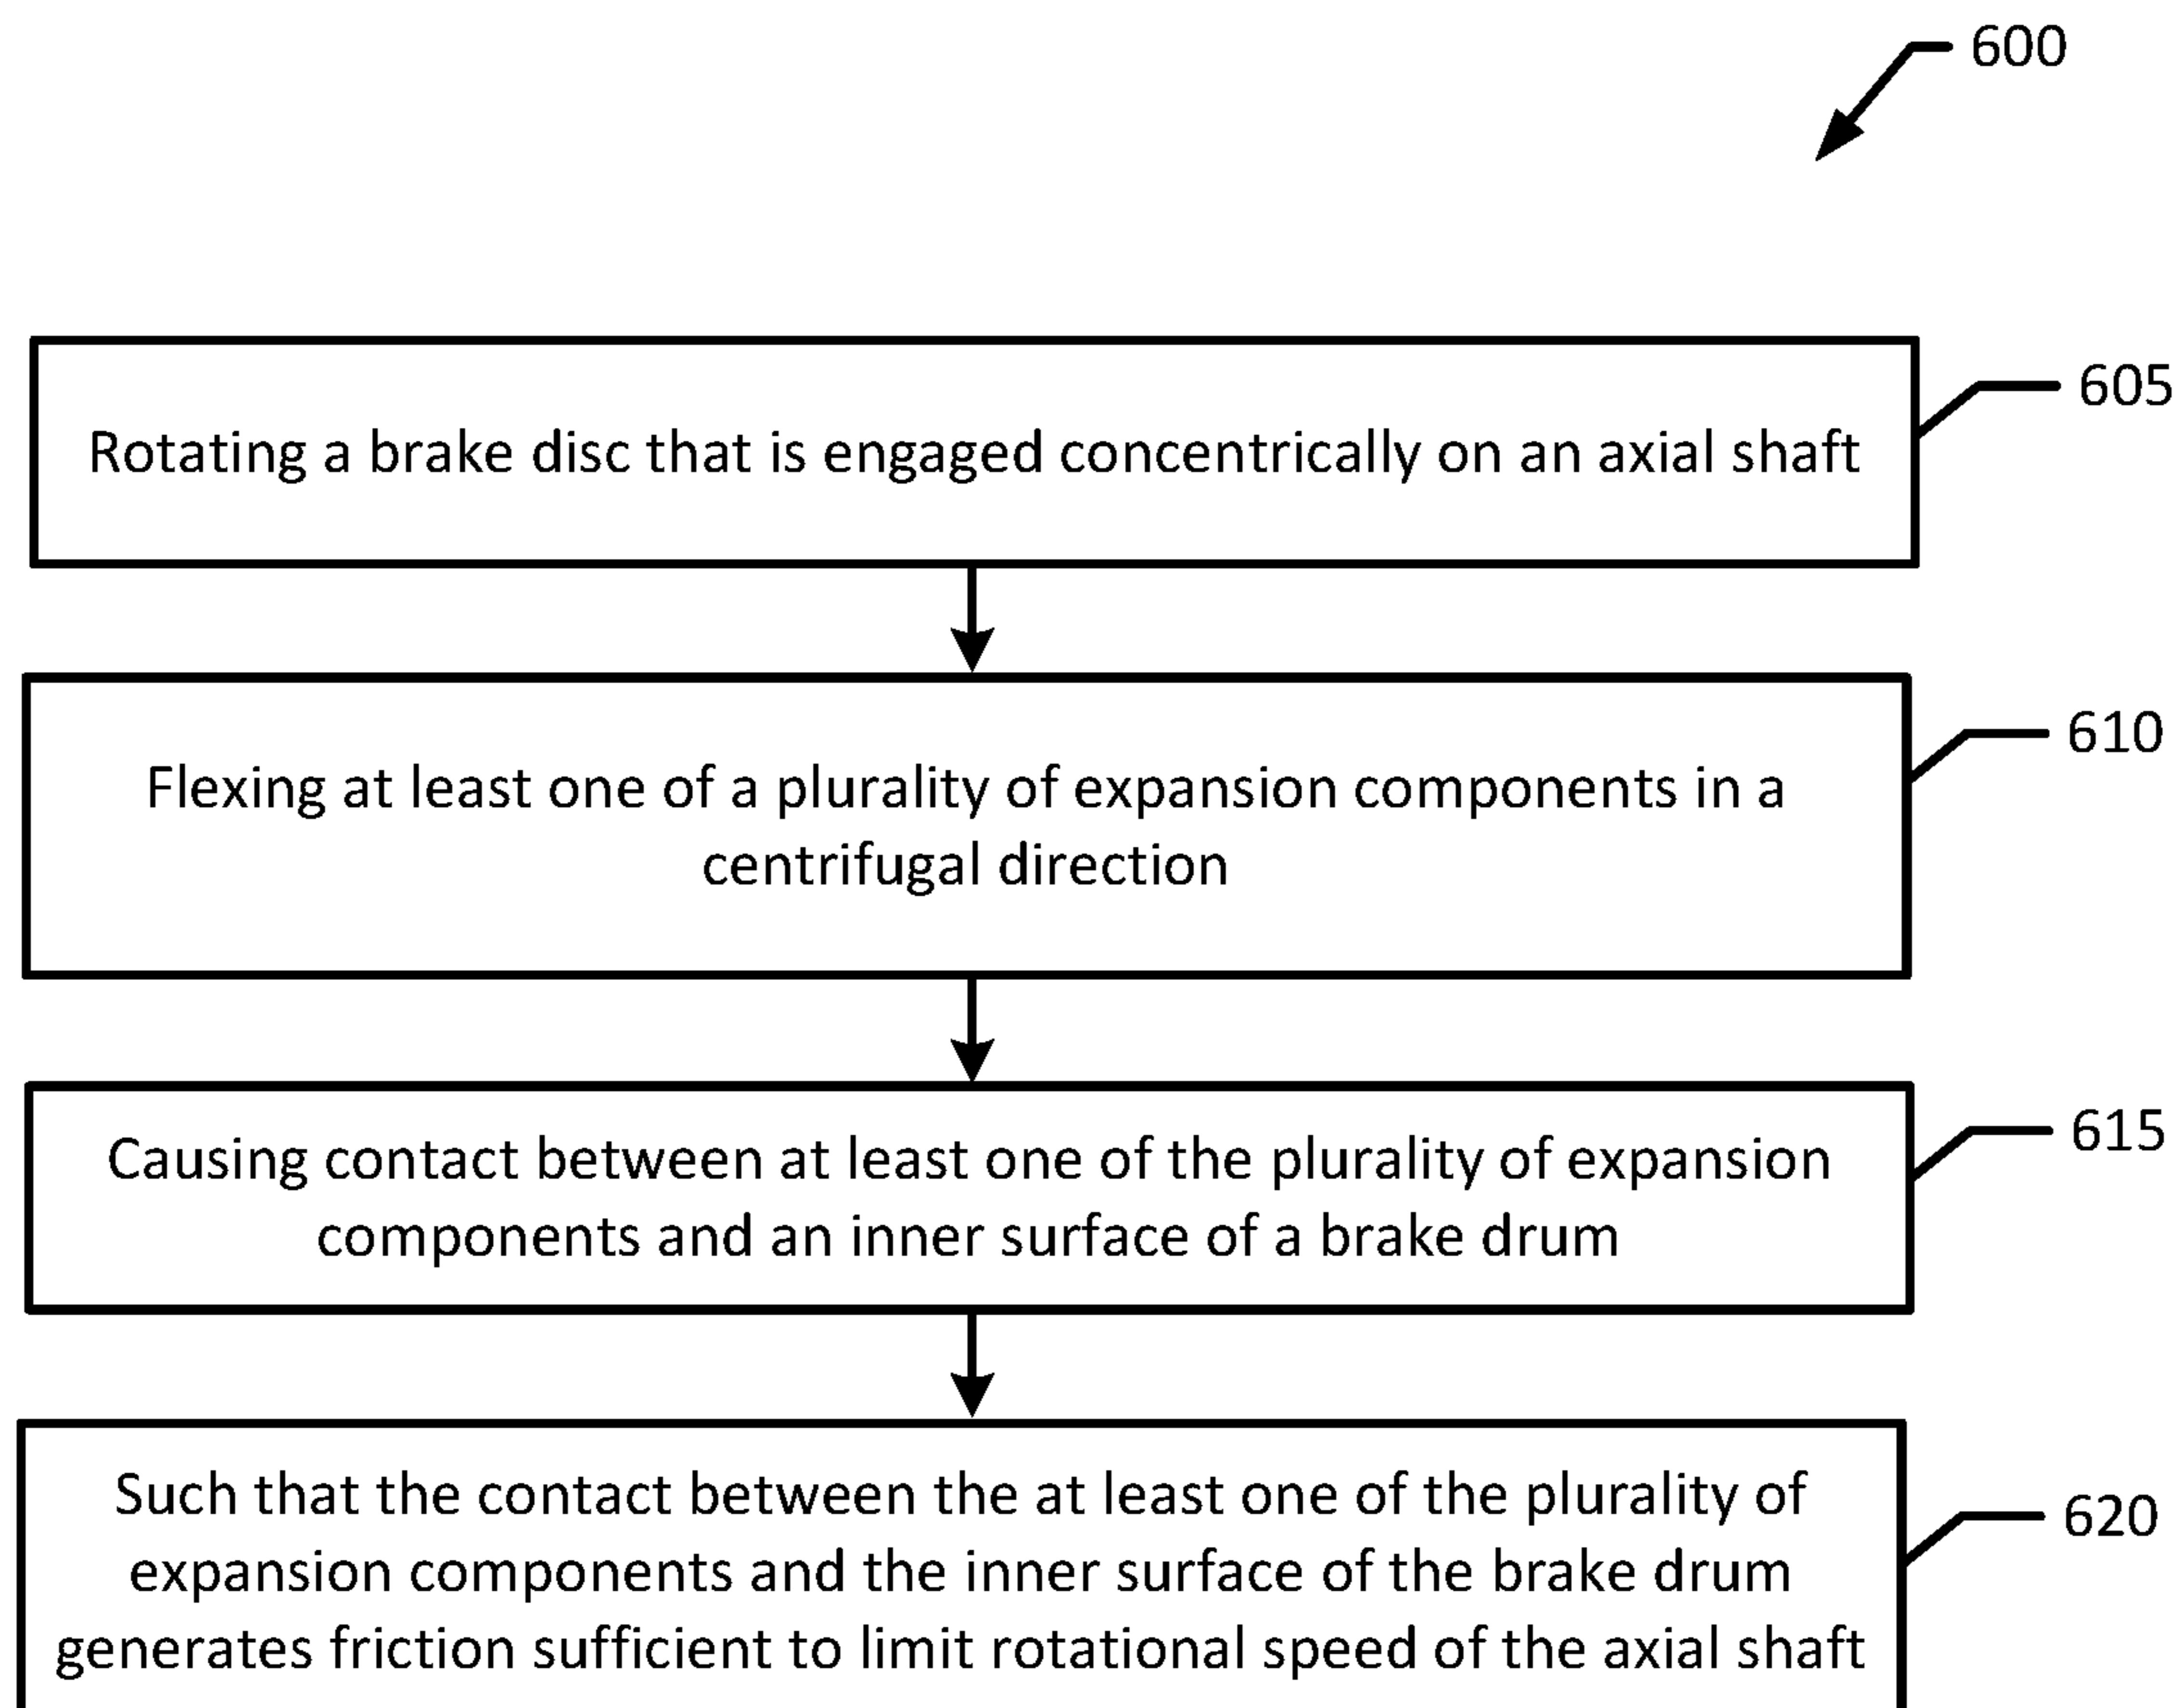 600
Rotating a brake disc that is engaged concentrically on an axial shaft
605
Flexing at least one of a plurality of expansion components in a
centrifugal direction
610
Causing contact between at least one of the plurality of expansion
components and an inner surface of a brake drum
615
Such that the contact between the at least one of the plurality of
expansion components and the inner surface of the brake drum
generates friction sufficient to limit rotational speed of the axial shaft
620